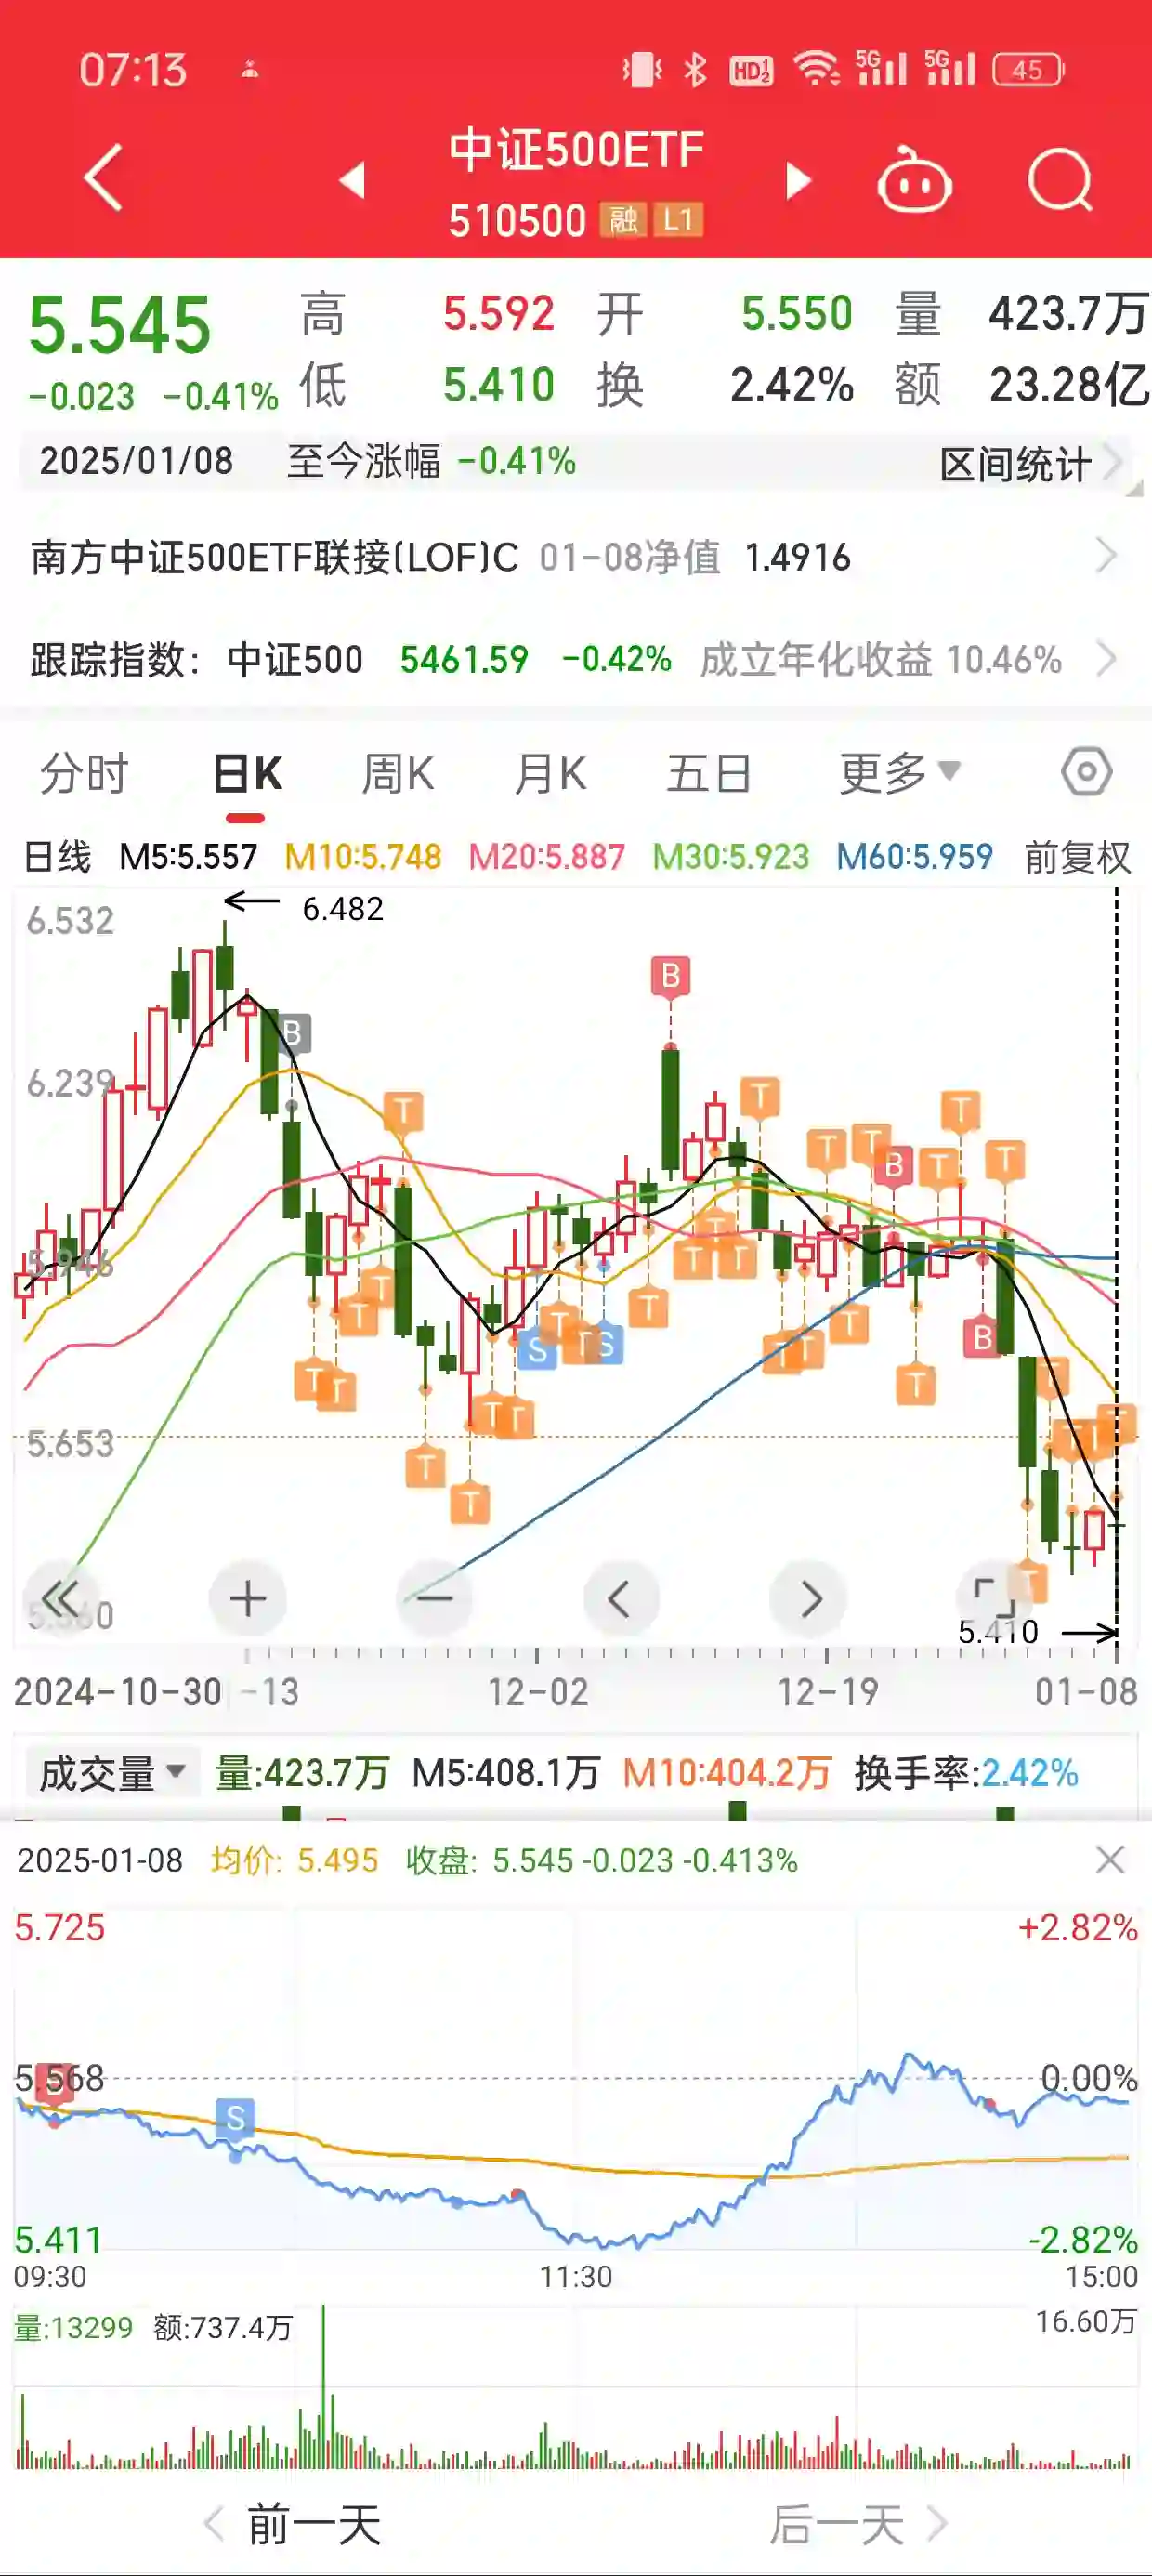 07:13 HD 1 2 5G 5G 45
中证500ETF
510500 融 L1
5.545 高 5.592 开 5.550 量 423.7万
-0.023 -0.41% 低 5.410 换 2.42% 额 23.28亿
2025/01/08 至今涨幅 -0.41% 区间统计
南方中证500ETF联接(LOF)C 01-08净值 1.4916
跟踪指数: 中证500 5461.59 -0.42% 成立年化收益 10.46%
分时 日K 周K 月K 五日 更多
日线 M5:5.557 M10:5.748 M20:5.887 M30:5.923 M60:5.959 前复权
6.532 6.482
B
B
6.239
T T T
T T B T T
5.946
T T T T
T T
T T T S T T S
T T T
B
T T T
T T T T
5.653
T T
T T
T
5.410
2024-10-30 -13 12-02 12-19 01-08
成交量 量:423.7万 M5:408.1万 M10:404.2万 换手率:2.42%
2025-01-08 均价: 5.495 收盘: 5.545 -0.023 -0.413%
5.725 +2.82%
5.568 0.00%
S
5.411 -2.82%
09:30 11:30 15:00
量:13299 额:737.4万 16.60万
前一天 后一天